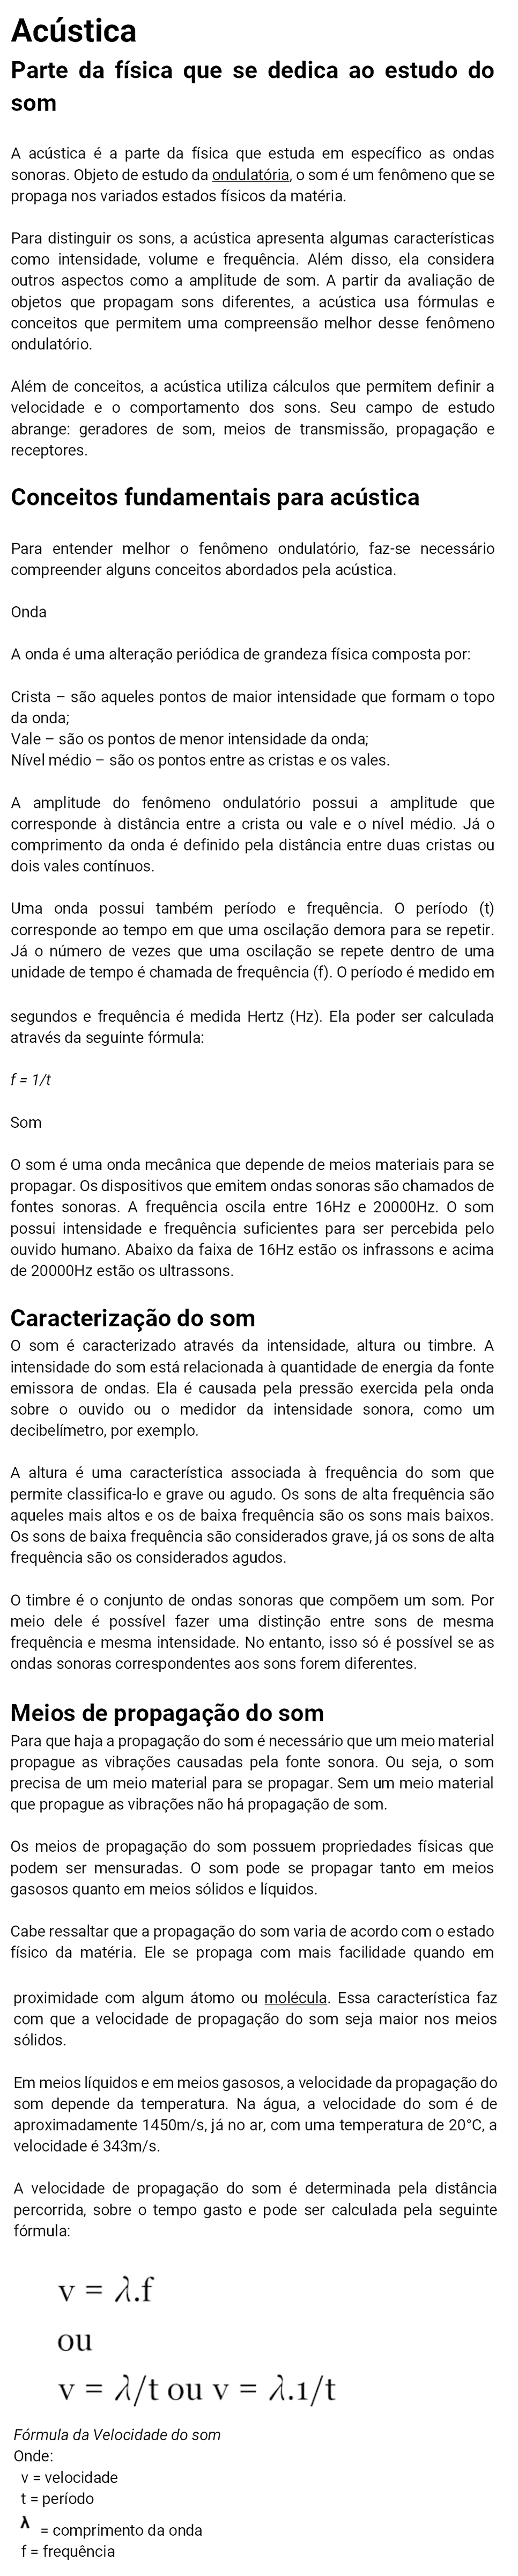 Acústica
Parte da física que se dedica ao estudo do
som
A acústica é a parte da física que estuda em específico as ondas
sonoras. Objeto de estudo da ondulatória, o som é um fenômeno que se
propaga nos variados estados físicos da matéria.
Para distinguir os sons, a acústica apresenta algumas características
como intensidade, volume e frequência. Além disso, ela considera
outros aspectos como a amplitude de som. A partir da avaliação de
objetos que propagam sons diferentes, a acústica usa fórmulas e
conceitos que permitem uma compreensão melhor desse fenômeno
ondulatório.
Além de conceitos, a acústica utiliza cálculos que permitem definir a
velocidade e o comportamento dos sons. Seu campo de estudo
abrange: geradores de som, meios de transmissão, propagação e
receptores.
Conceitos fundamentais para acústica
Para entender melhor o fenômeno ondulatório, faz-se necessário
compreender alguns conceitos abordados pela acústica.
Onda
A onda é uma alteração periódica de grandeza física composta por:
Crista – são aqueles pontos de maior intensidade que formam o topo
da onda;
Vale – são os pontos de menor intensidade da onda;
Nível médio – são os pontos entre as cristas e os vales.
A amplitude do fenômeno ondulatório possui a amplitude que
corresponde à distância entre a crista ou vale e o nível médio. Já o
comprimento da onda é definido pela distância entre duas cristas ou
dois vales contínuos.
Uma onda possui também período e frequência. O período (t)
corresponde ao tempo em que uma oscilação demora para se repetir.
Já o número de vezes que uma oscilação se repete dentro de uma
unidade de tempo é chamada de frequência (f). O período é medido em
segundos e frequência é medida Hertz (Hz). Ela poder ser calculada
através da seguinte fórmula:
f = 1/t
Som
O som é uma onda mecânica que depende de meios materiais para se
propagar. Os dispositivos que emitem ondas sonoras são chamados de
fontes sonoras. A frequência oscila entre 16Hz e 20000Hz. O som
possui intensidade e frequência suficientes para ser percebida pelo
ouvido humano. Abaixo da faixa de 16Hz estão os infrassons e acima
de 20000Hz estão os ultrassons.
Caracterização do som
O som é caracterizado através da intensidade, altura ou timbre. A
intensidade do som está relacionada à quantidade de energia da fonte
emissora de ondas. Ela é causada pela pressão exercida pela onda
sobre o ouvido ou o medidor da intensidade sonora, como um
decibelímetro, por exemplo.
A altura é uma característica associada à frequência do som que
permite classifica-lo e grave ou agudo. Os sons de alta frequência são
aqueles mais altos e os de baixa frequência são os sons mais baixos.
Os sons de baixa frequência são considerados grave, já os sons de alta
frequência são os considerados agudos.
O timbre é o conjunto de ondas sonoras que compõem um som. Por
meio dele é possível fazer uma distinção entre sons de mesma
frequência e mesma intensidade. No entanto, isso só é possível se as
ondas sonoras correspondentes aos sons forem diferentes.
Meios de propagação do som
Para que haja a propagação do som é necessário que um meio material
propague as vibrações causadas pela fonte sonora. Ou seja, o som
precisa de um meio material para se propagar. Sem um meio material
que propague as vibrações não há propagação de som.
Os meios de propagação do som possuem propriedades físicas que
podem ser mensuradas. O som pode se propagar tanto em meios
gasosos quanto em meios sólidos e líquidos.
Cabe ressaltar que a propagação do som varia de acordo com o estado
físico da matéria. Ele se propaga com mais facilidade quando em
proximidade com algum átomo ou molécula. Essa característica faz
com que a velocidade de propagação do som seja maior nos meios
sólidos.
Em meios líquidos e em meios gasosos, a velocidade da propagação do
som depende da temperatura. Na água, a velocidade do som é de
aproximadamente 1450m/s, já no ar, com uma temperatura de 20°C, a
velocidade é 343m/s.
A velocidade de propagação do som é determinada pela distância
percorrida, sobre o tempo gasto e pode ser calculada pela seguinte
fórmula:
v = λ.f
ou
v = λ/t ou v = λ.1/t
Fórmula da Velocidade do som
Onde:
v = velocidade
t = período
λ = comprimento da onda
f = frequência